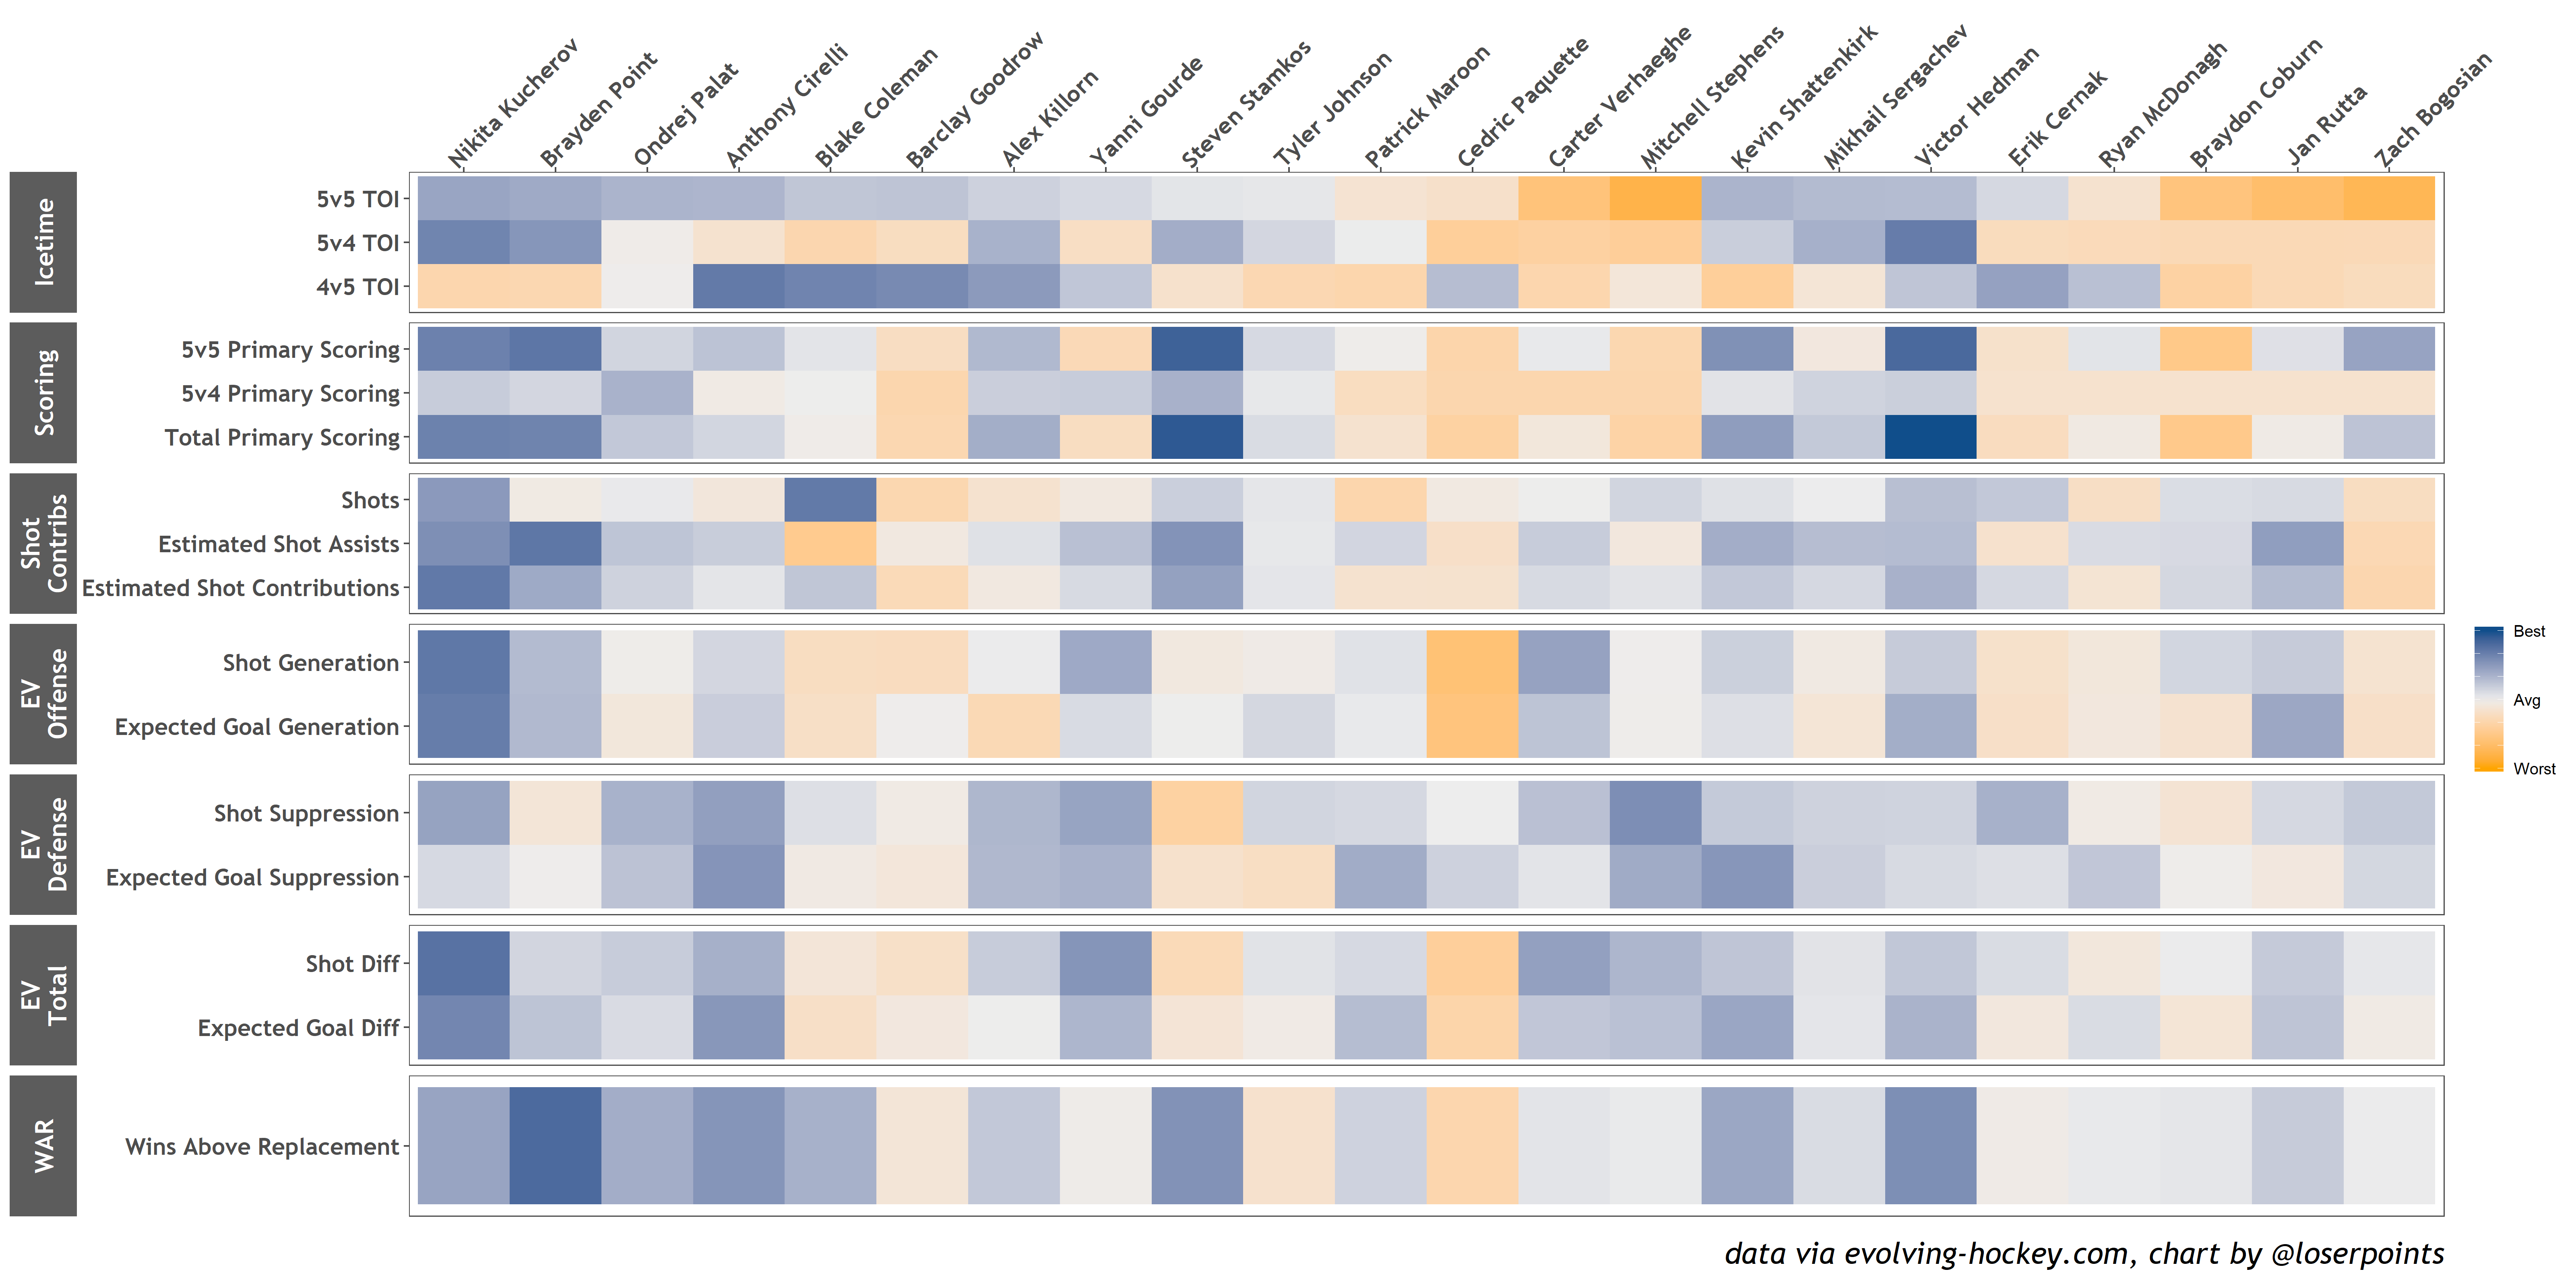 Nikita Kucherov
Brayden Point
Ondrej Palat
Anthony Cirelli
Blake Coleman
Barclay Goodrow
Alex Killorn
Yanni Gourde
Steven Stamkos
Tyler Johnson
Patrick Maroon
Cedric Paquette
Carter Verhaeghe
Mitchell Stephens
Kevin Shattenkirk
Mikhail Sergachev
Victor Hedman
Erik Cernak
Ryan McDonagh
Braydon Coburn
Jan Rutta
Zach Bogosian
Icetime
5v5 TOI
5v4 TOI
4v5 TOI
Scoring
5v5 Primary Scoring
5v4 Primary Scoring
Total Primary Scoring
Shot
Contribs
Shots
Estimated Shot Assists
Estimated Shot Contributions
EV
Offense
Shot Generation
Expected Goal Generation
EV
Defense
Shot Suppression
Expected Goal Suppression
EV
Total
Shot Diff
Expected Goal Diff
WAR
Wins Above Replacement
Best
Avg
Worst
data via evolving-hockey.com, chart by @loserpoints